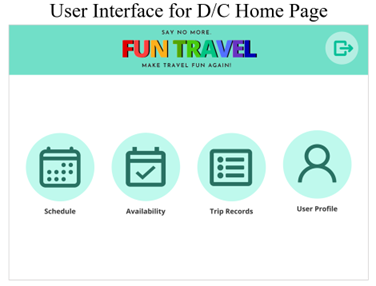 User Interface for D/C Home Page
SAY NO MORE.
FUN TRAVEL
MAKE TRAVEL FUN AGAIN!
Schedule
Availability
Trip Records
User Profile